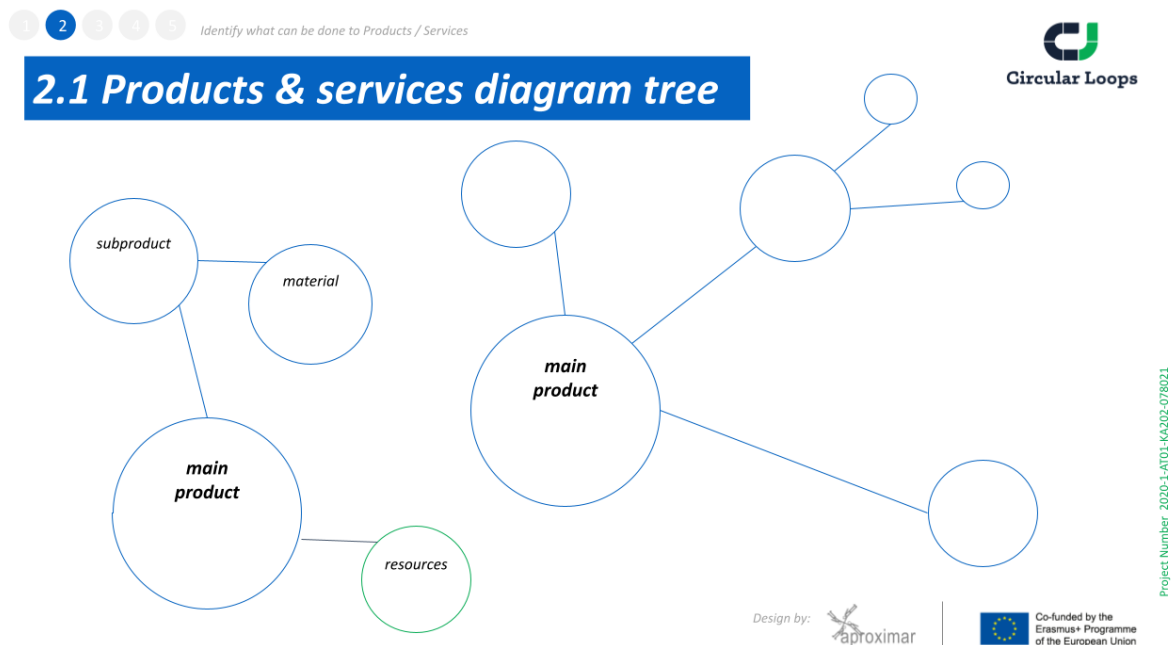 1 2 3 4 5 Identify what can be done to Products / Services
2.1 Products & services diagram tree
Circular Loops
subproduct
material
main
product
resources
main
product
Project Number 2020-1-AT01-KA202-078021
Design by:
aproximar
Co-funded by the
Erasmus+ Programme
of the European Union